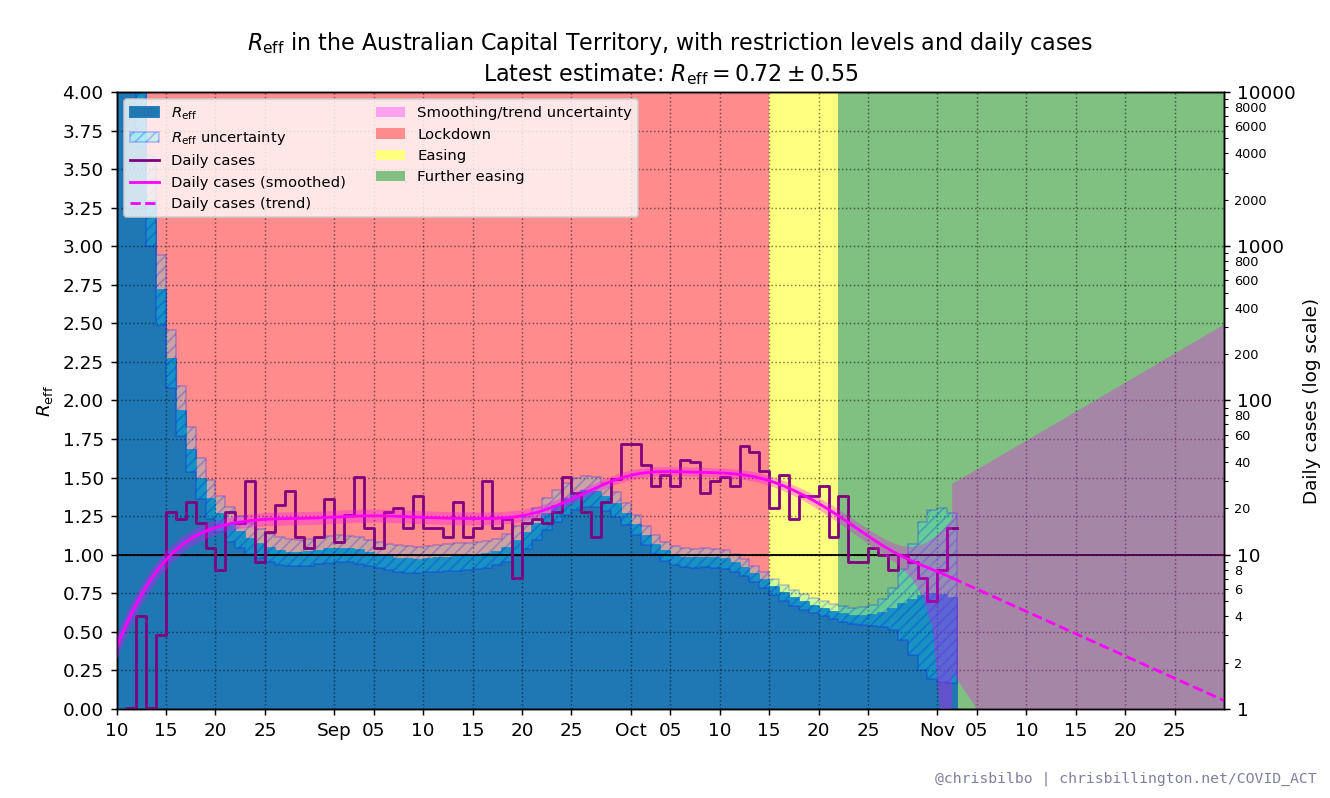 R_eff in the Australian Capital Territory, with restriction levels and daily cases
Latest estimate: R_eff = 0.72 ± 0.55
R_eff
R_eff uncertainty
Daily cases
Daily cases (smoothed)
Daily cases (trend)
Smoothing/trend uncertainty
Lockdown
Easing
Further easing
4.00
3.75
3.50
3.25
3.00
2.75
2.50
2.25
2.00
1.75
1.50
1.25
1.00
0.75
0.50
0.25
0.00
R_eff
10000
8000
6000
4000
2000
1000
800
600
400
200
100
80
60
40
20
10
8
6
4
2
1
Daily cases (log scale)
10 15 20 25 Sep 05 10 15 20 25 Oct 05 10 15 20 25 Nov 05 10 15 20 25
@chrisbilbo | chrisbillington.net/COVID_ACT